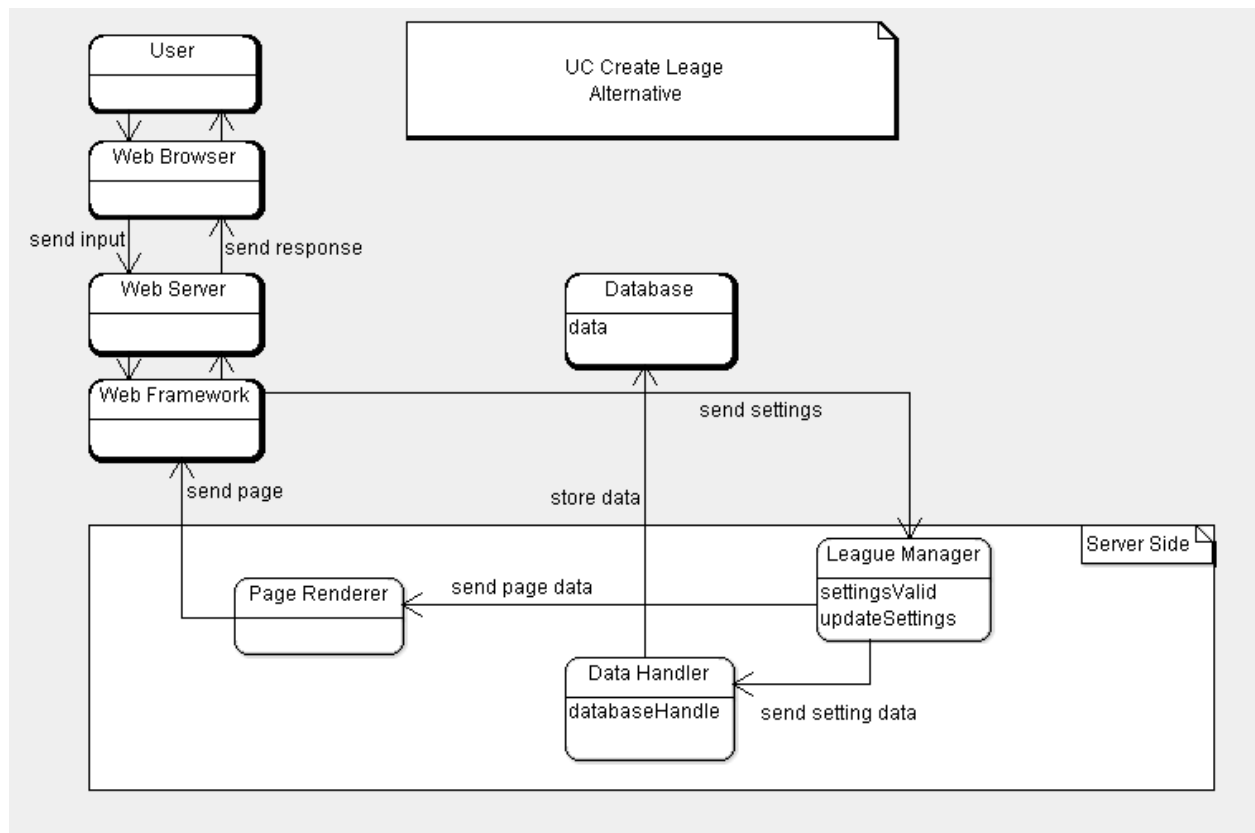 User
UC Create Leage
Alternative
Web Browser
send input
send response
Web Server
Database
data
Web Framework
send settings
send page
store data
Server Side
League Manager
settingsValid
updateSettings
Page Renderer
send page data
Data Handler
databaseHandle
send setting data